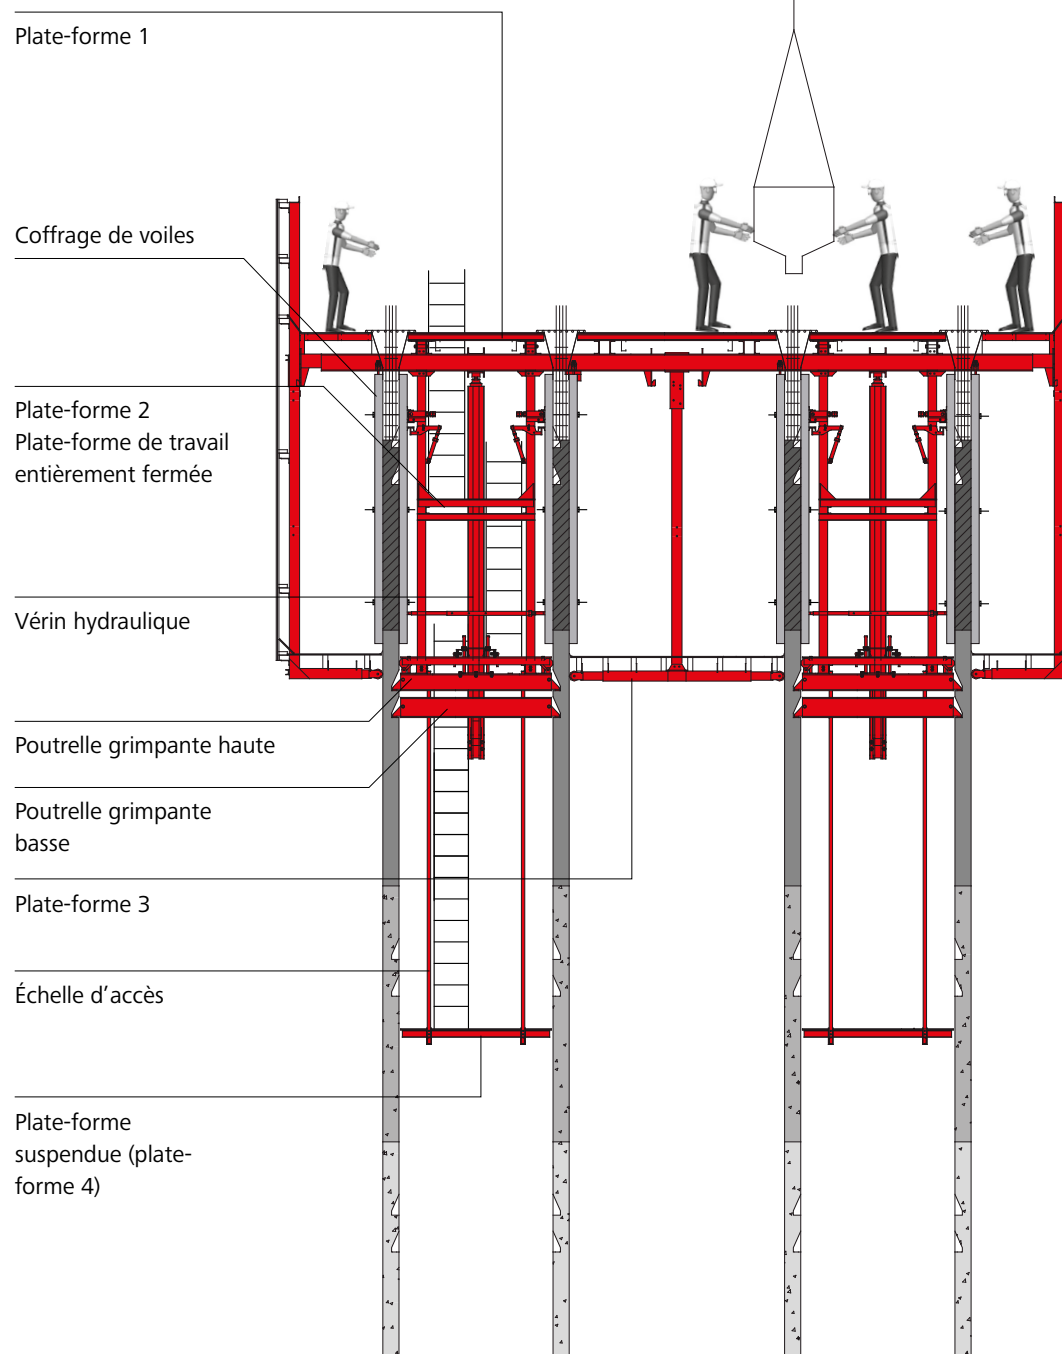 Plate-forme 1
Coffrage de voiles
Plate-forme 2
Plate-forme de travail
entièrement fermée
Vérin hydraulique
Poutrelle grimpante haute
Poutrelle grimpante
basse
Plate-forme 3
Échelle d’accès
Plate-forme
suspendue (plate-
forme 4)